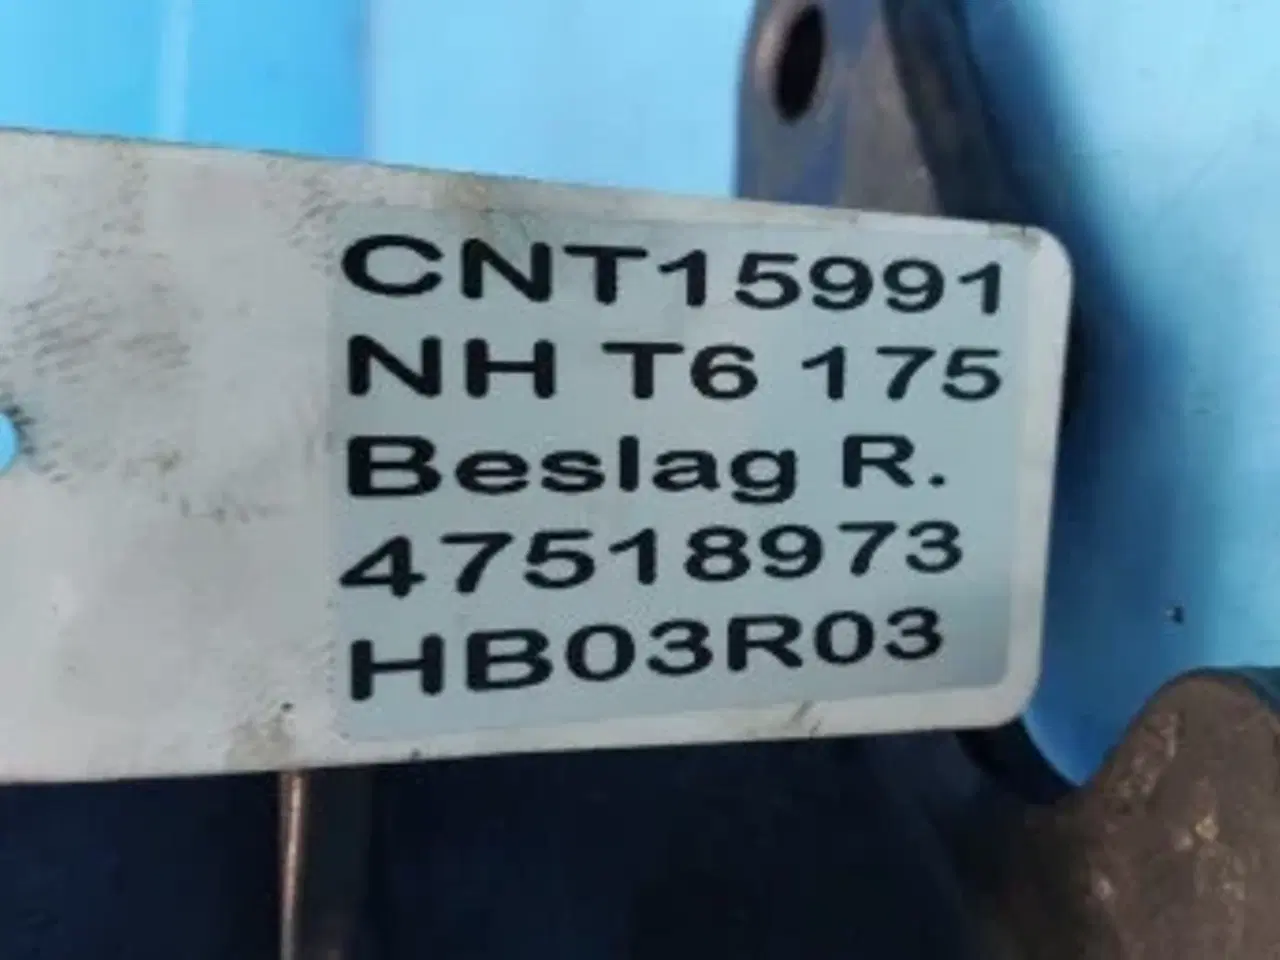 CNT15991
NH T6 175
Beslag R.
47518973
HB03R03